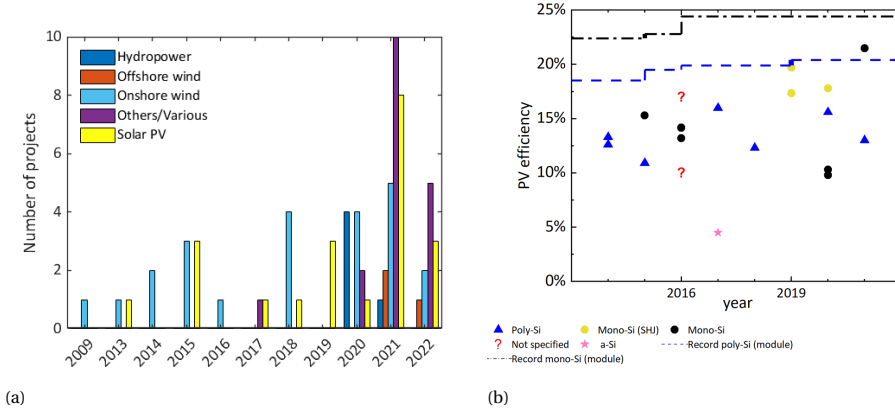 10
8
6
4
2
0
Number of projects
Hydropower
Offshore wind
Onshore wind
Others/Various
Solar PV
2009 2013 2014 2015 2016 2017 2018 2019 2020 2021 2022
(a)
25%
20%
15%
10%
5%
0%
PV efficiency
?
?
2016 2019
year
Poly-Si Mono-Si (SHJ) Mono-Si
? Not specified a-Si Record poly-Si (module)
Record mono-Si (module)
(b)